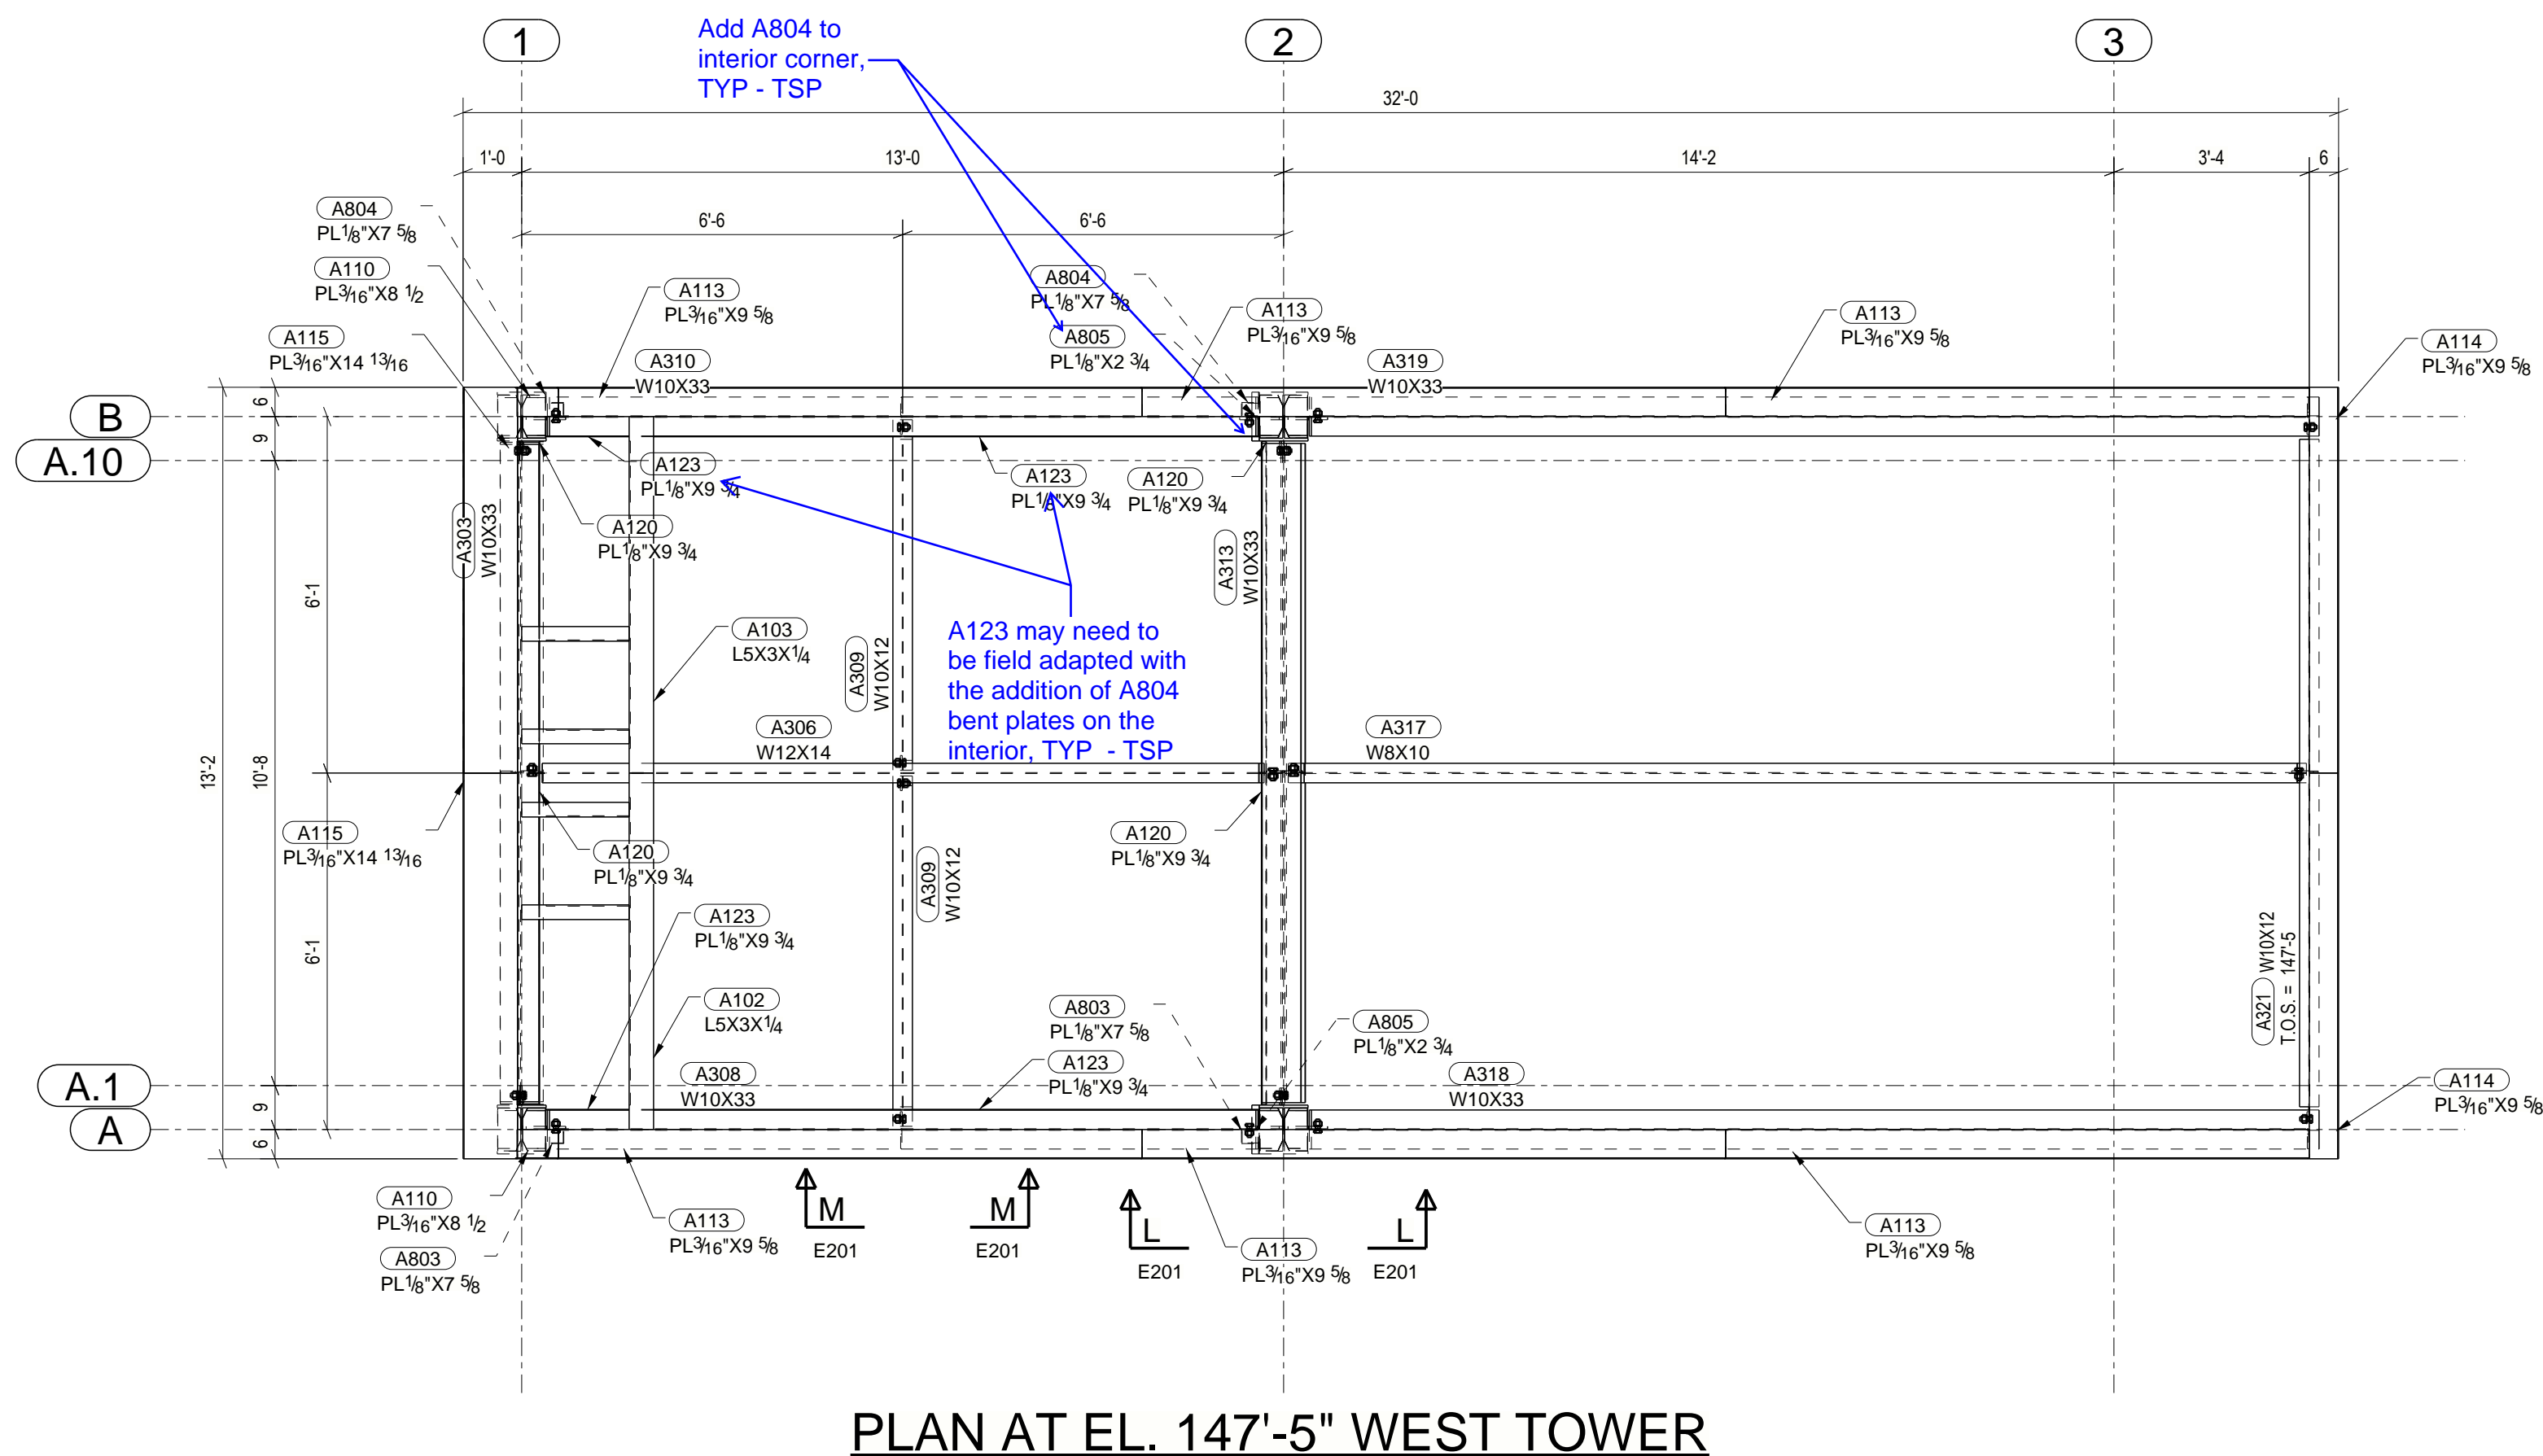 Add A804 to
interior corner,
TYP - TSP
1
2
3
32'-0
1'-0
13'-0
14'-2
3'-4
6
6'-6
6'-6
A804
PL1/8"X7 5/8
A110
PL3/16"X8 1/2
A113
PL3/16"X9 5/8
A804
PL1/8"X7 5/8
A113
PL3/16"X9 5/8
A113
PL3/16"X9 5/8
A115
PL3/16"X14 13/16
A805
PL1/8"X2 3/4
A310
W10X33
A319
W10X33
A114
PL3/16"X9 5/8
B
A.10
6
9
A123
PL1/8"X9 3/4
A123
PL1/8"X9 3/4
A120
PL1/8"X9 3/4
A303
W10X33
A120
PL1/8"X9 3/4
A313
W10X33
6'-1
A103
L5X3X1/4
A309
W10X12
A123 may need to
be field adapted with
the addition of A804
bent plates on the
interior, TYP  - TSP
A306
W12X14
A317
W8X10
13'-2
10'-8
A115
PL3/16"X14 13/16
A120
PL1/8"X9 3/4
A120
PL1/8"X9 3/4
A309
W10X12
6'-1
A123
PL1/8"X9 3/4
A102
L5X3X1/4
A803
PL1/8"X7 5/8
A805
PL1/8"X2 3/4
A321 W10X12
T.O.S. = 147'-5
A308
W10X33
A123
PL1/8"X9 3/4
A318
W10X33
A114
PL3/16"X9 5/8
A.1
A
9
6
A110
PL3/16"X8 1/2
A803
PL1/8"X7 5/8
A113
PL3/16"X9 5/8
M
E201
M
E201
L
E201
A113
PL3/16"X9 5/8
L
E201
A113
PL3/16"X9 5/8
PLAN AT EL. 147'-5" WEST TOWER